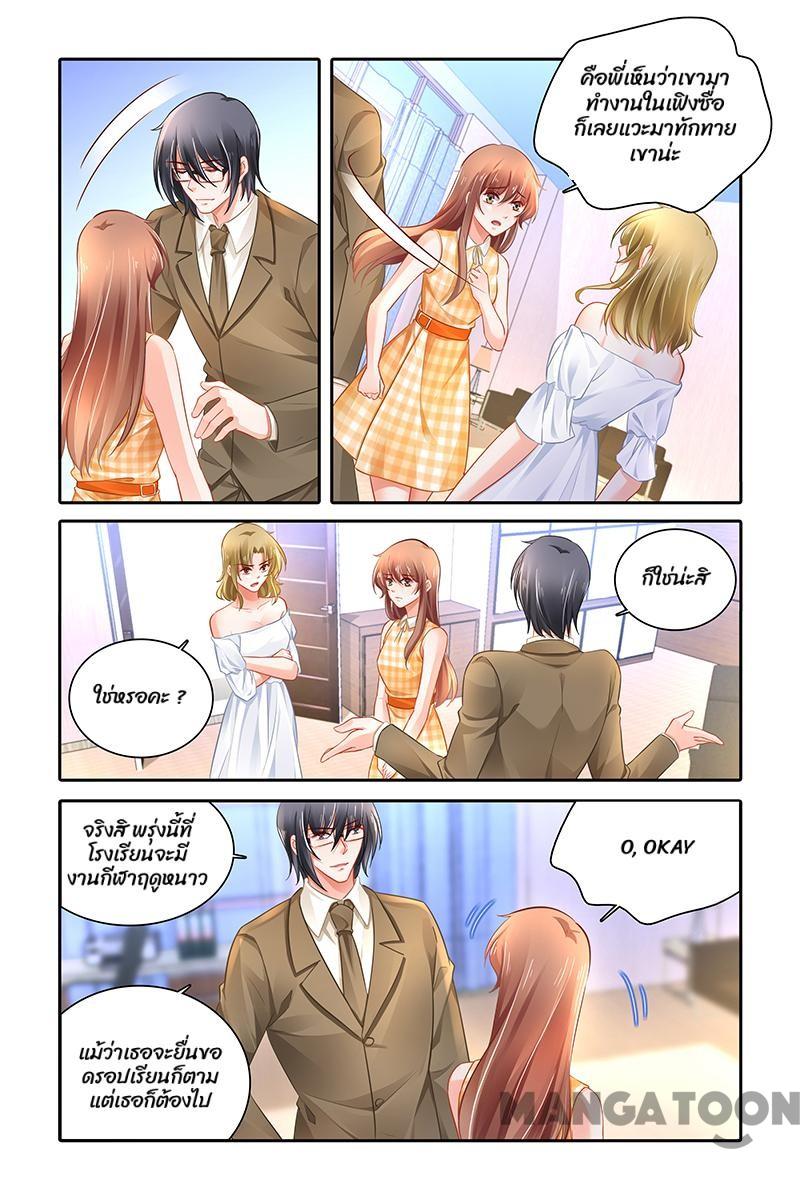 คือพี่เห็นว่าเขามา
ทำงานในเฟิงซื่อ
ก็เลยแวะมาทักทาย
เขาน่ะ
ก็ใช่น่ะสิ
ใช่หรอคะ ?
จริงสิ พรุ่งนี้ที่
โรงเรียนจะมี
งานกีฬาฤดูหนาว
O, OKAY
แม้ว่าเธอจะยื่นขอ
ดรอปเรียนก็ตาม
แต่เธอก็ต้องไป
MANGATOON